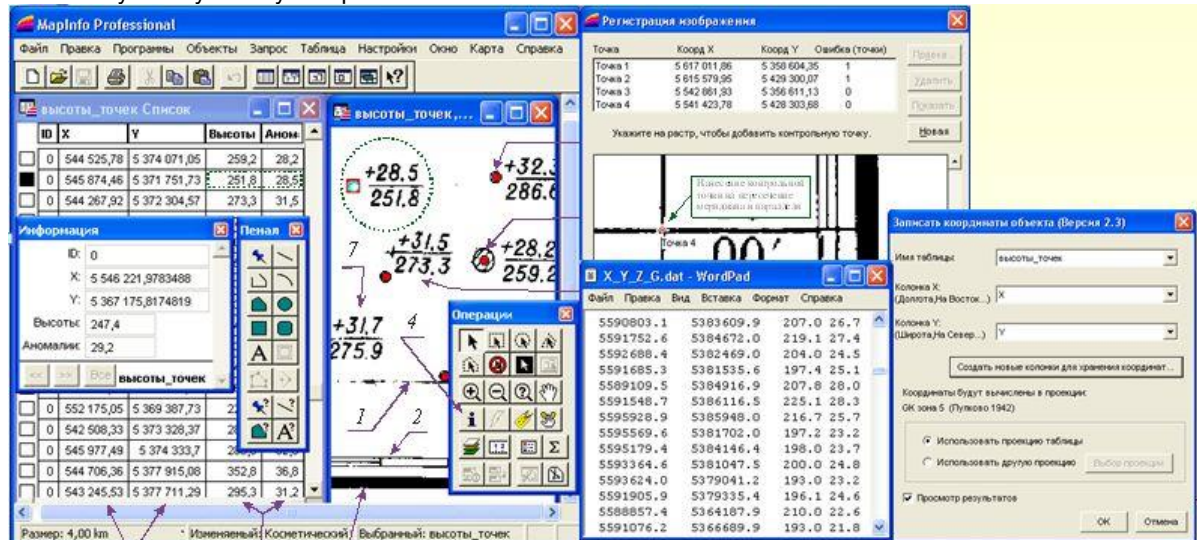 MapInfo Professional
Файл Правка Программы Объекты Запрос Таблица Настройки Окно Карта Справка
высоты_точек Список
ID X Y Высоты Аном
0 544 525,78 5 374 071,05 259,2 28,2
0 545 874,46 5 371 751,73 251,8 28,5
0 544 267,92 5 372 304,57 273,3 31,5
Информация
ID: 0
X: 5 546 221,9783488
Y: 5 367 175,8174819
Высоты: 247,4
Аномалии: 29,2
<< >> Все высоты_точек
0 552 175,05 5 369 387,73
0 542 508,33 5 373 328,37
0 545 977,49 5 374 333,7
0 544 706,36 5 377 915,08 352,8 36,8
0 543 245,53 5 377 711,29 295,3 31,2
Размер: 4,00 km Изменяемый: Косметический Выбранный: высоты_точек
Пенал
высоты_точек,...
+28.5
251.8
+32.3
286.6
7
+31.5
273.3
+28.2
259.2
+31.7
275.9
4
1
2
Операции
Регистрация изображения
Точка Коорд X Коорд Y Ошибка (точки)
Точка 1 5 617 011,86 5 358 604,35 1
Точка 2 5 615 579,95 5 429 300,07 1
Точка 3 5 542 861,93 5 356 611,13 0
Точка 4 5 541 423,78 5 428 303,68 0
Правка...
Удалить
Показать
Новая
Укажите на растр, чтобы добавить контрольную точку.
Нанесение контрольной
точки на пересечение
меридиана и параллели
Точка 4
00'
X_Y_Z_G.dat - WordPad
Файл Правка Вид Вставка Формат Справка
5590803.1 5383609.9 207.0 26.7
5591752.6 5384672.0 219.1 27.4
5592688.4 5382469.0 204.0 24.5
5591685.3 5381535.6 197.4 25.1
5589109.5 5384916.9 207.8 28.0
5591548.7 5386116.5 225.1 28.3
5595928.9 5385948.0 216.7 25.7
5595569.6 5381702.0 197.2 23.2
5595179.4 5384146.4 198.0 23.7
5593364.6 5381047.5 200.0 24.8
5593624.0 5379041.2 193.0 23.2
5591905.9 5379335.4 196.1 24.6
5588857.4 5364187.9 210.0 22.6
5591076.2 5366689.9 193.0 21.8
Записать координаты объекта (Версия 2.3)
Имя таблицы: высоты_точек
Колонка X:
(Долгота,На Восток...) X
Колонка Y:
(Широта,На Север...) Y
Создать новые колонки для хранения координат...
Координаты будут вычислены в проекции:
GK зона 5 (Пулково 1942)
Использовать проекцию таблицы
Использовать другую проекцию Выбор проекции
Просмотр результатов
OK Отмена